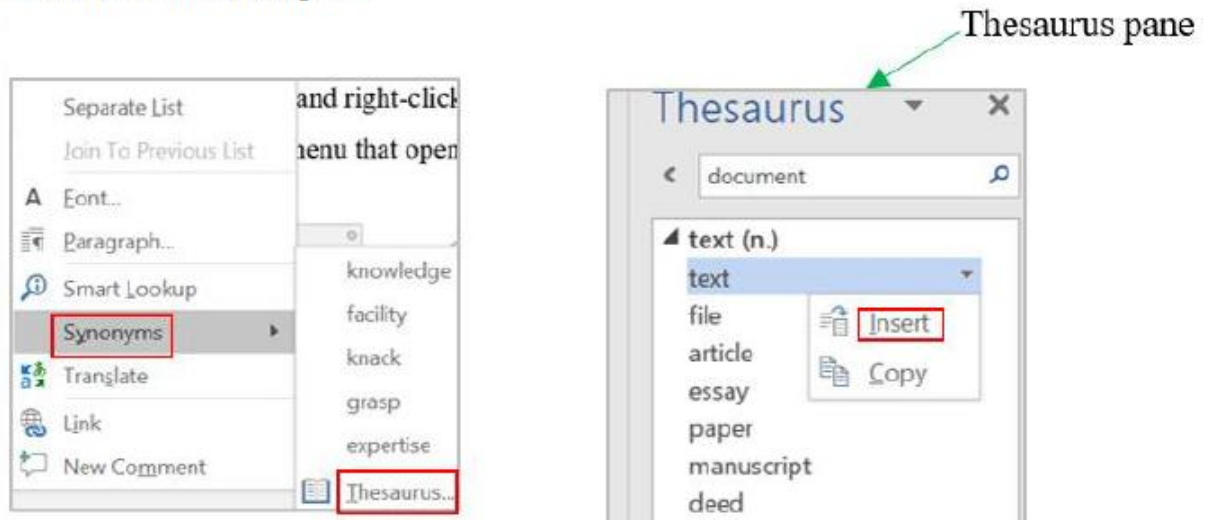 Thesaurus pane
Separate List
Join To Previous List
Font...
Paragraph...
Smart Lookup
Synonyms
Translate
Link
New Comment
and right-click
menu that open
knowledge
facility
knack
grasp
expertise
Thesaurus...
Thesaurus
document
text (n.)
text
file
article
essay
paper
manuscript
deed
Insert
Copy